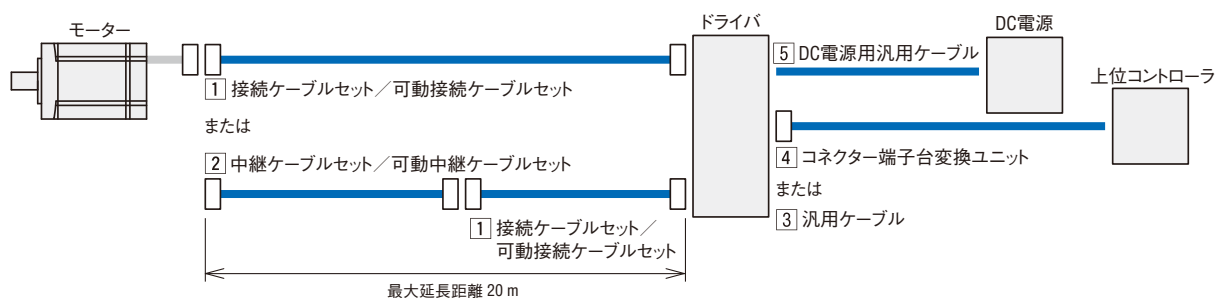 モーター
ドライバ
DC電源
上位コントローラ
1 接続ケーブルセット／可動接続ケーブルセット
または
2 中継ケーブルセット／可動中継ケーブルセット
1 接続ケーブルセット／
可動接続ケーブルセット
最大延長距離 20 m
5 DC電源用汎用ケーブル
4 コネクター端子台変換ユニット
または
3 汎用ケーブル